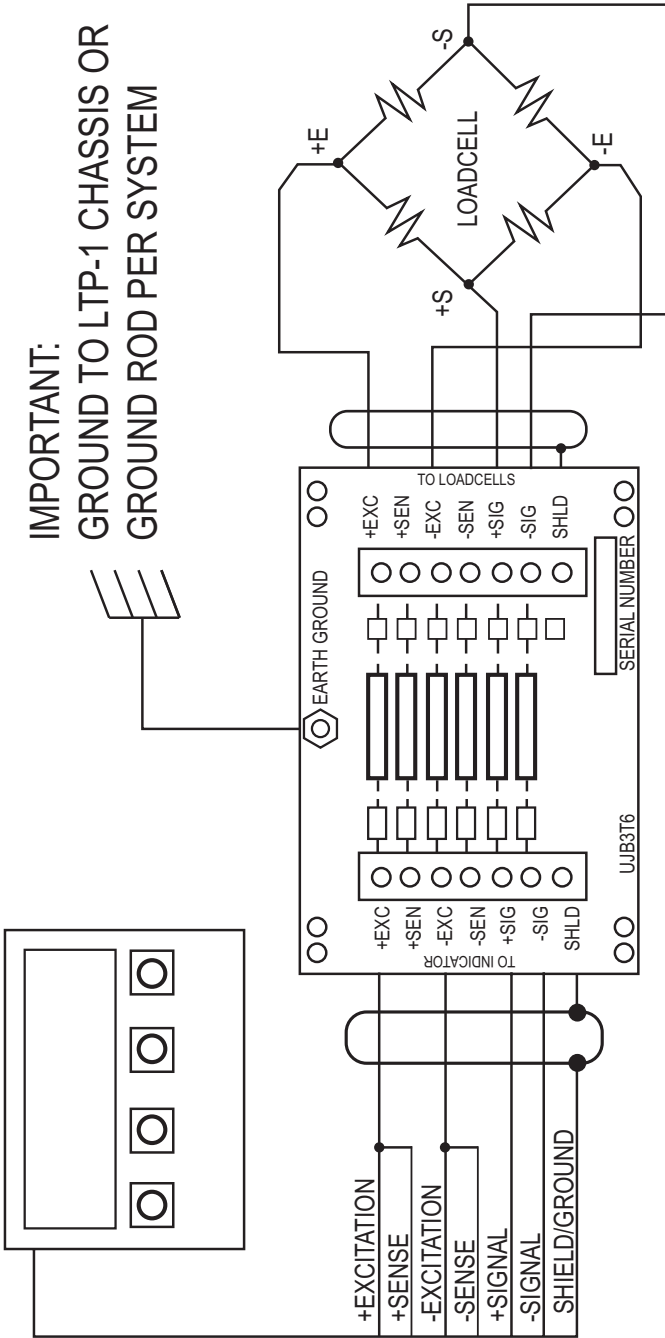 IMPORTANT:
GROUND TO LTP-1 CHASSIS OR
GROUND ROD PER SYSTEM
+EXCITATION
+SENSE
-EXCITATION
-SENSE
+SIGNAL
-SIGNAL
SHIELD/GROUND
TO INDICATOR
+EXC
+SEN
-EXC
-SEN
+SIG
-SIG
SHLD
UJB3T6
EARTH GROUND
SERIAL NUMBER
+EXC
+SEN
-EXC
-SEN
+SIG
-SIG
SHLD
TO LOADCELLS
+E
+S
LOADCELL
-S
-E